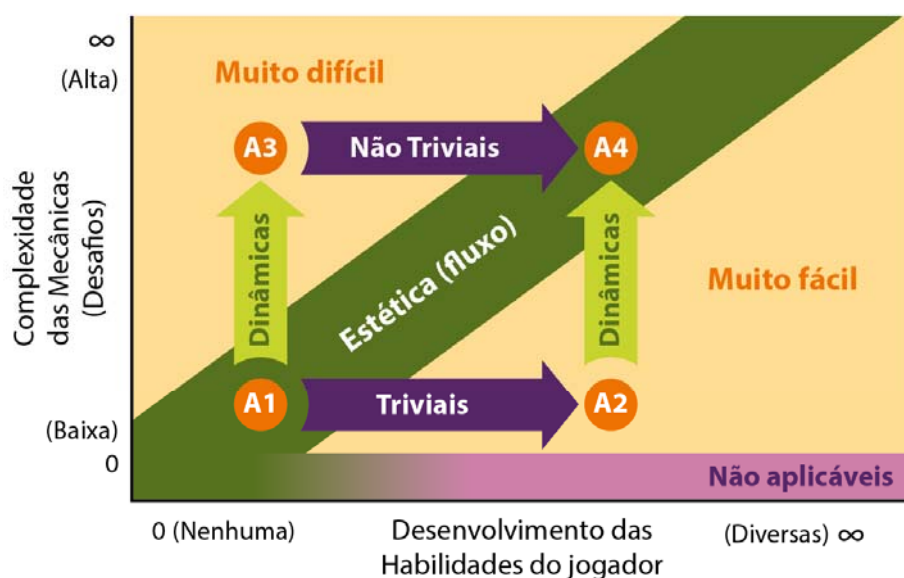 ∞
(Alta)
Muito difícil
A3
Não Triviais
A4
Complexidade
das Mecânicas
(Desafios)
Dinâmicas
Estética (fluxo)
Dinâmicas
Muito fácil
A1
Triviais
A2
(Baixa)
0
Não aplicáveis
0 (Nenhuma)
Desenvolvimento das
Habilidades do jogador
(Diversas) ∞